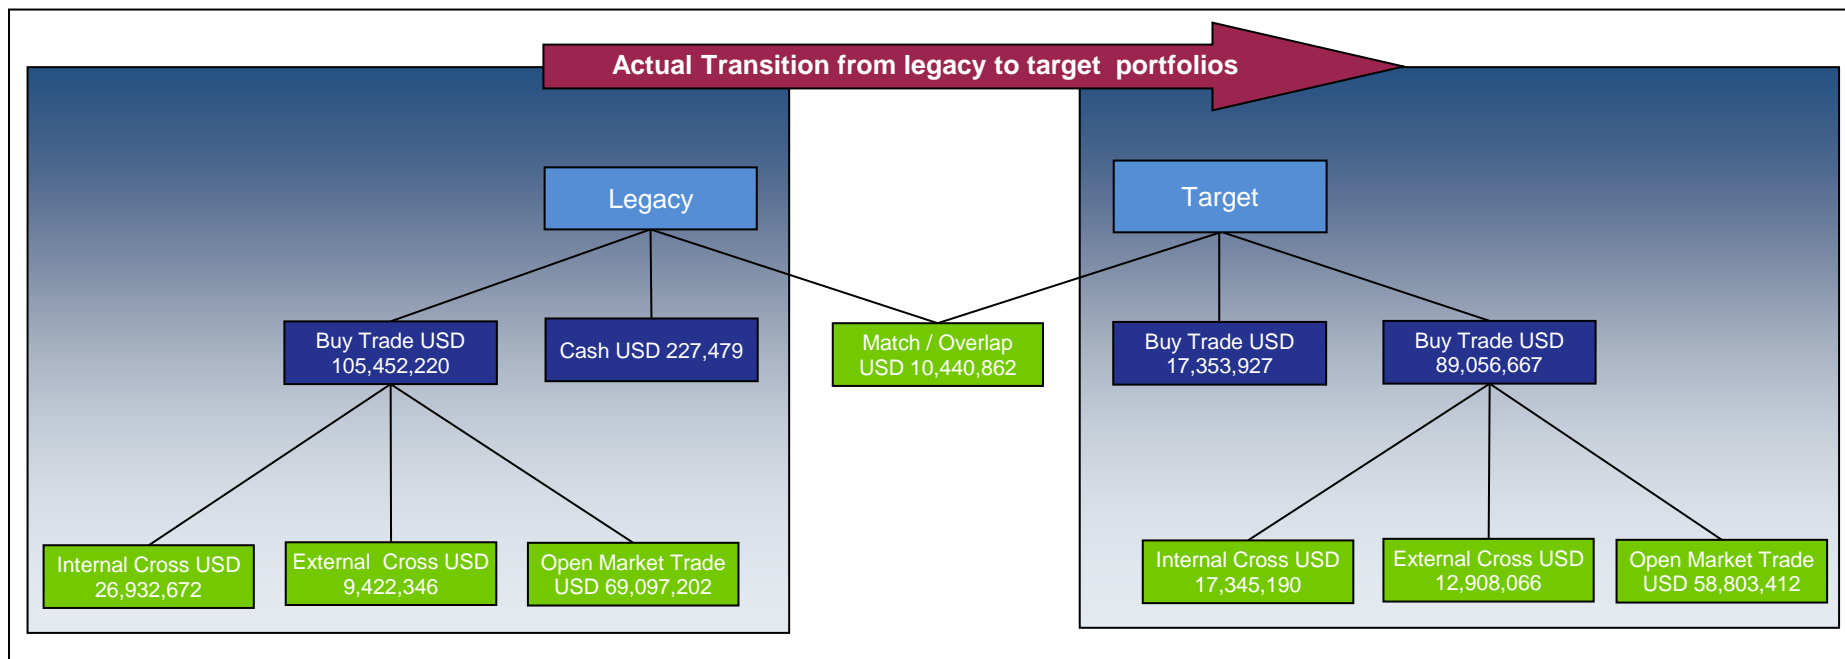 Actual Transition from legacy to target portfolios
Legacy
Target
Buy Trade USD
105,452,220
Cash USD 227,479
Match / Overlap
USD 10,440,862
Buy Trade USD
17,353,927
Buy Trade USD
89,056,667
Internal Cross USD
26,932,672
External Cross USD
9,422,346
Open Market Trade
USD 69,097,202
Internal Cross USD
17,345,190
External Cross USD
12,908,066
Open Market Trade
USD 58,803,412